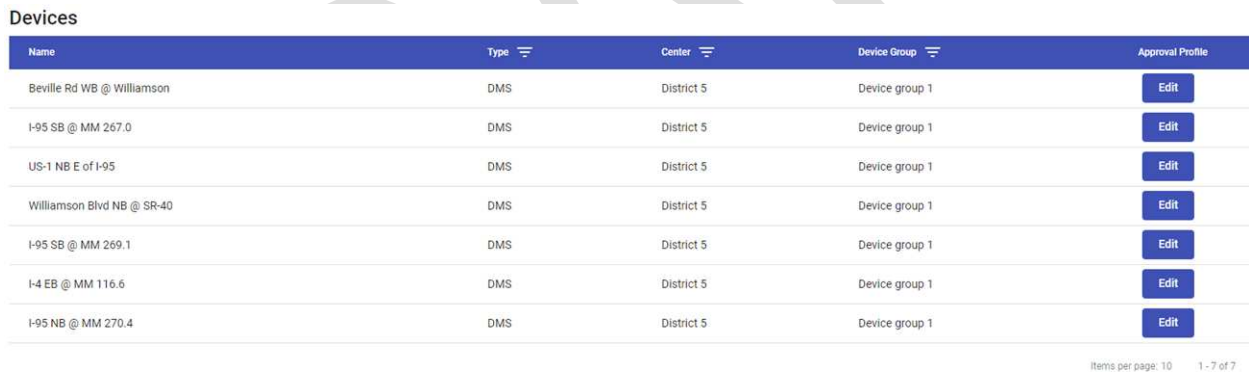 Devices
Name Type Center Device Group Approval Profile
Beville Rd WB @ Williamson DMS District 5 Device group 1 Edit
I-95 SB @ MM 267.0 DMS District 5 Device group 1 Edit
US-1 NB E of I-95 DMS District 5 Device group 1 Edit
Williamson Blvd NB @ SR-40 DMS District 5 Device group 1 Edit
I-95 SB @ MM 269.1 DMS District 5 Device group 1 Edit
I-4 EB @ MM 116.6 DMS District 5 Device group 1 Edit
I-95 NB @ MM 270.4 DMS District 5 Device group 1 Edit
Items per page: 10 1 - 7 of 7